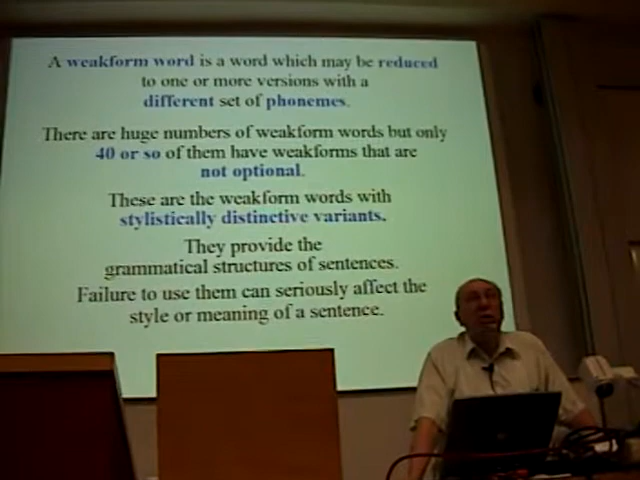 A weakform word is a word which may be reduced
to one or more versions with a
different set of phonemes.
There are huge numbers of weakform words but only
40 or so of them have weakforms that are
not optional.
These are the weakform words with
stylistically distinctive variants.
They provide the
grammatical structures of sentences.
Failure to use them can seriously affect the
style or meaning of a sentence.